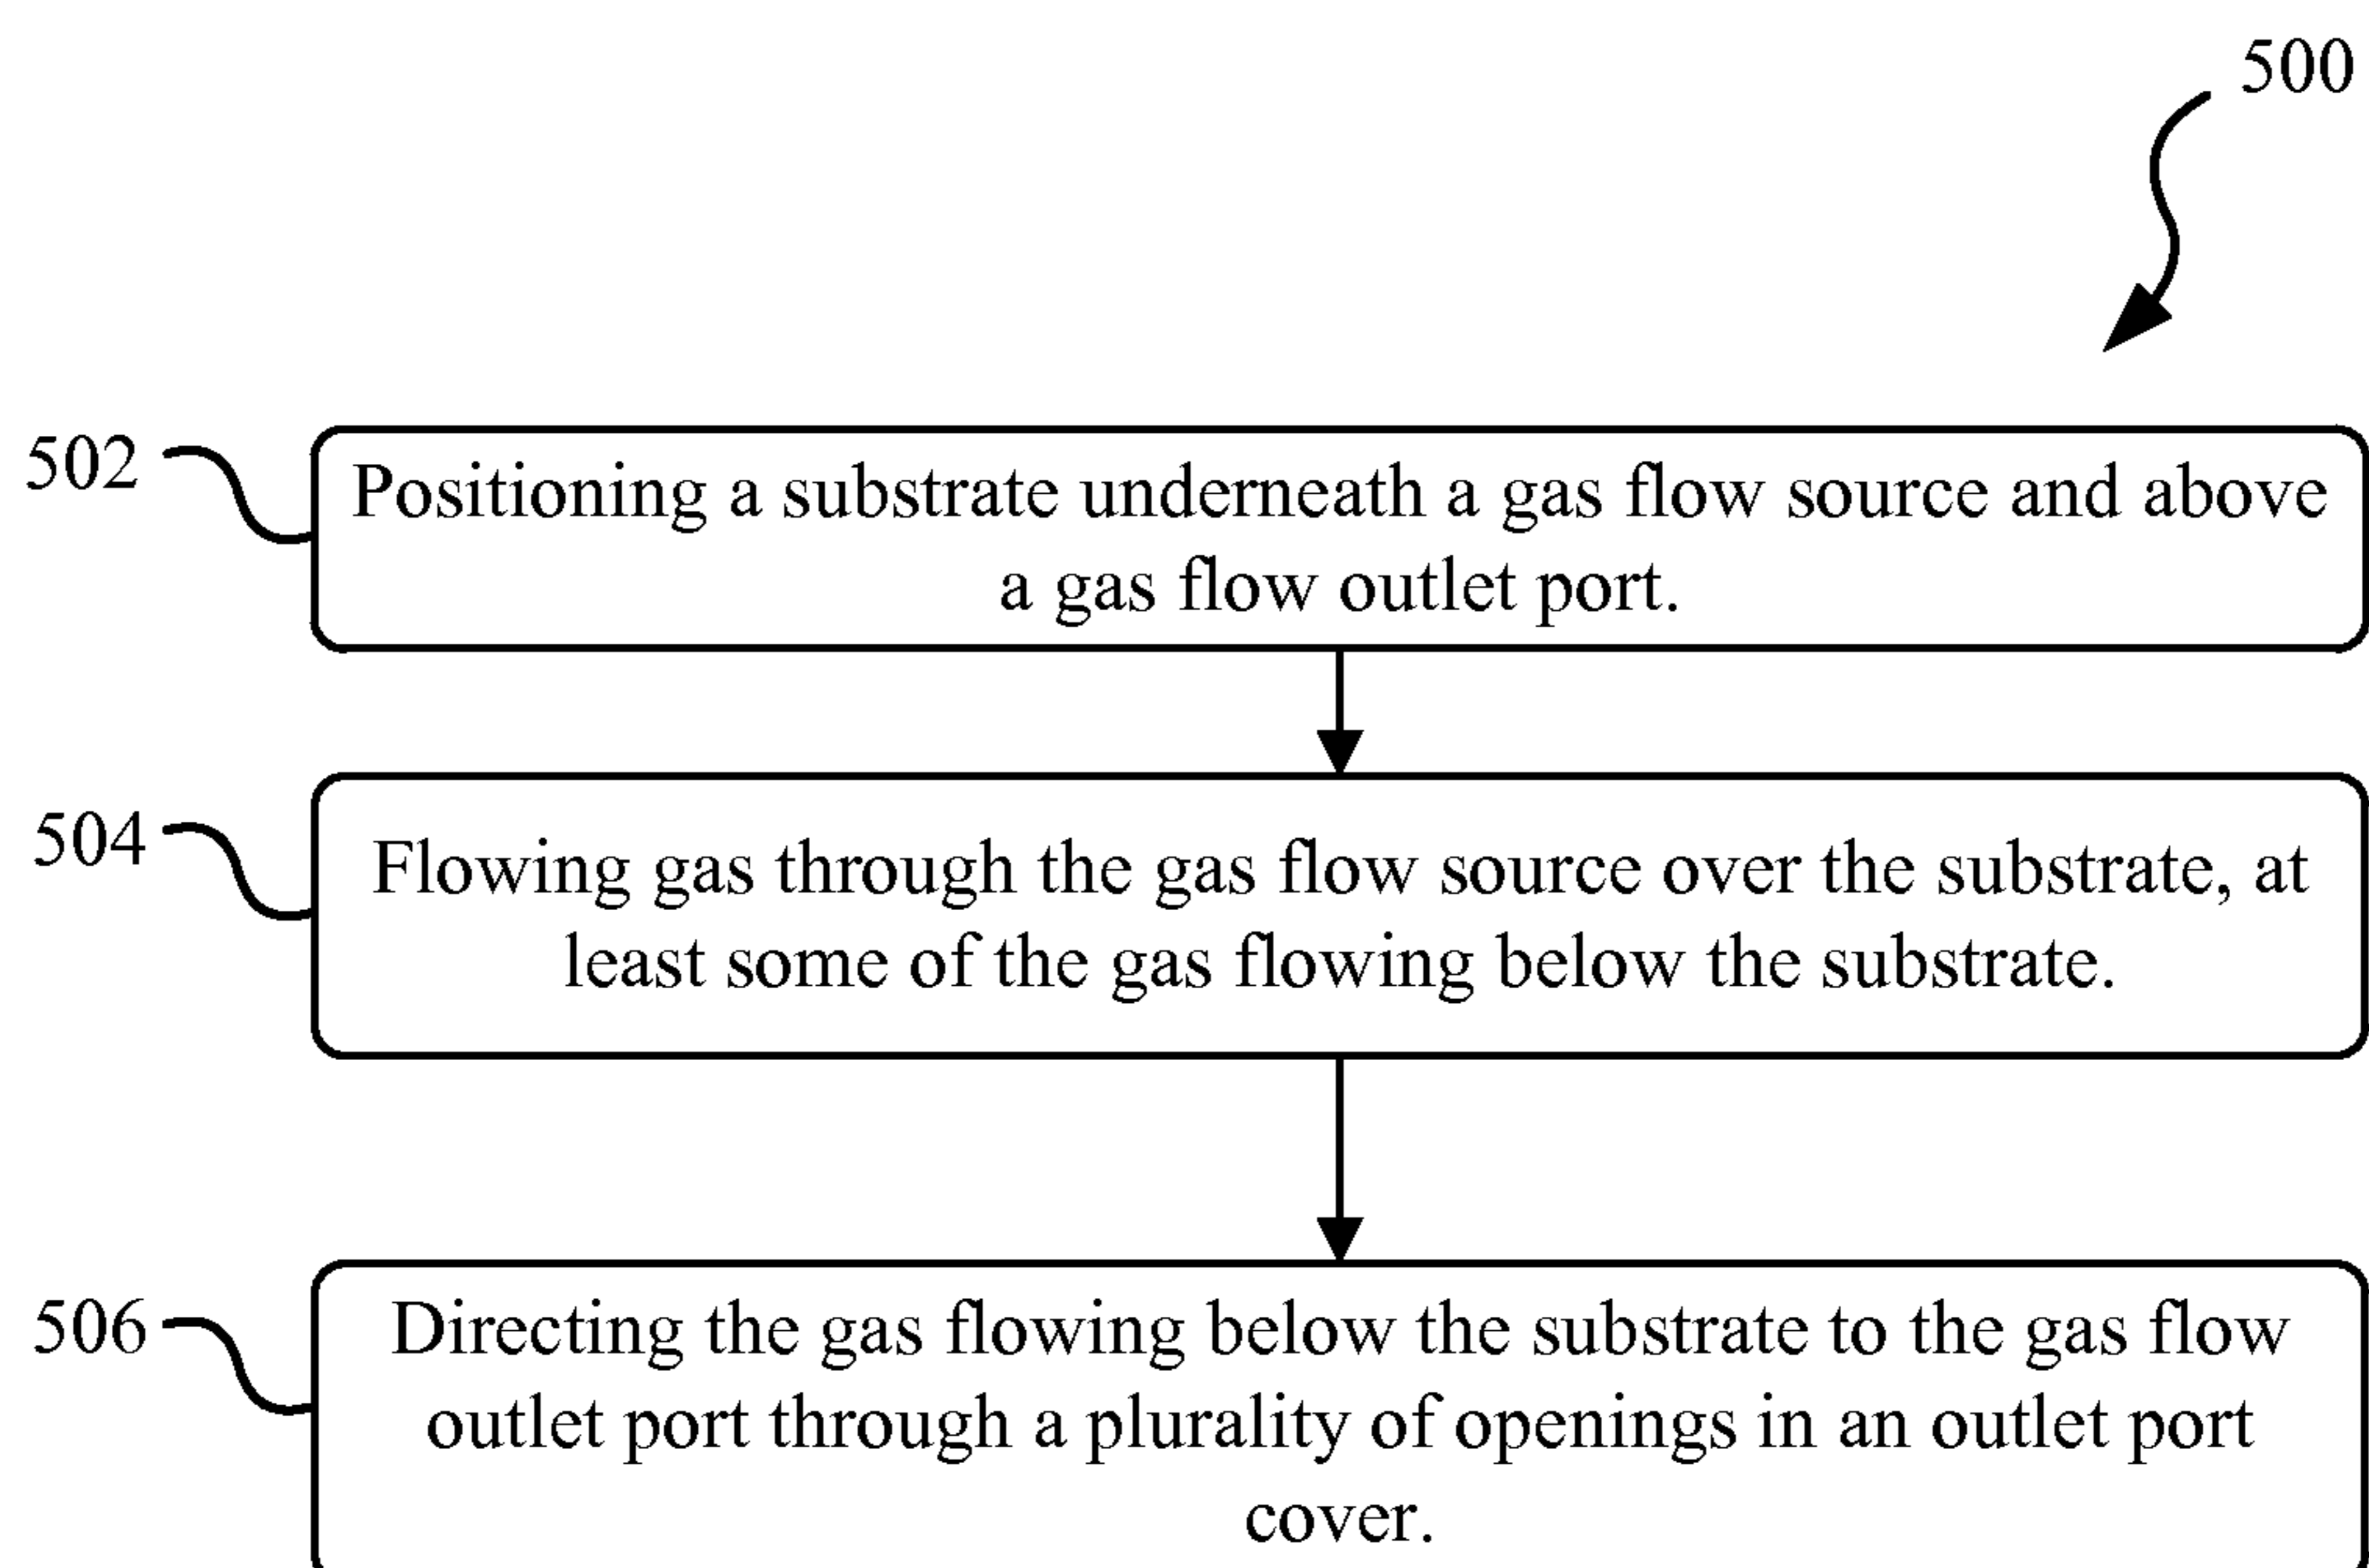 500
502
Positioning a substrate underneath a gas flow source and above
a gas flow outlet port.
504
Flowing gas through the gas flow source over the substrate, at
least some of the gas flowing below the substrate.
506
Directing the gas flowing below the substrate to the gas flow
outlet port through a plurality of openings in an outlet port
cover.